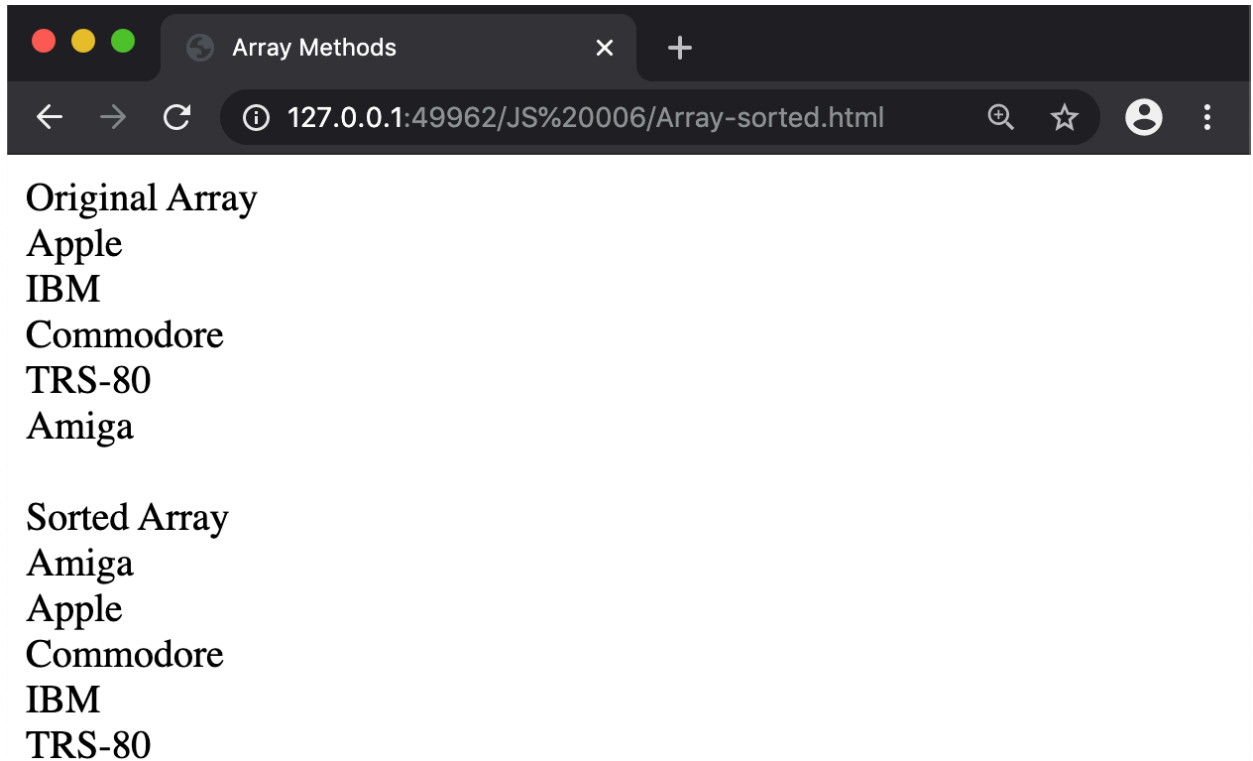 Array Methods
127.0.0.1:49962/JS%20006/Array-sorted.html
Original Array
Apple
IBM
Commodore
TRS-80
Amiga
Sorted Array
Amiga
Apple
Commodore
IBM
TRS-80